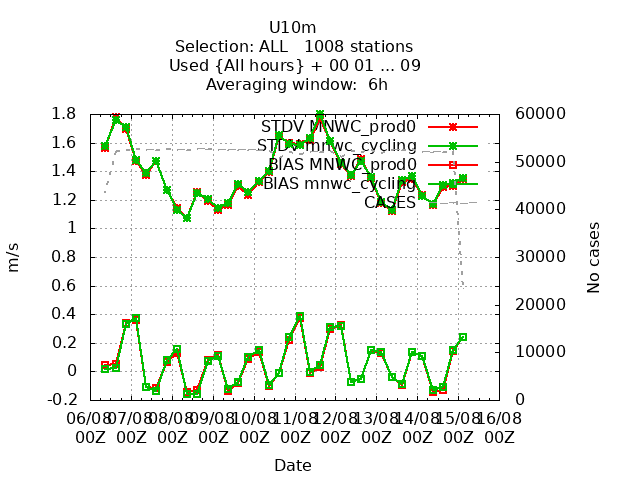 U10m
Selection: ALL   1008 stations
Used {All hours} + 00 01 ... 09
Averaging window:  6h
1.8
1.6
1.4
1.2
1
0.8
0.6
0.4
0.2
0
-0.2
m/s
STDV MNWC_prod0
STDV mnwc_cycling
BIAS MNWC_prod0
BIAS mnwc_cycling
CASES
60000
50000
40000
30000
20000
10000
0
No cases
06/08 07/08 08/08 09/08 10/08 11/08 12/08 13/08 14/08 15/08 16/08
00Z 00Z 00Z 00Z 00Z 00Z 00Z 00Z 00Z 00Z 00Z
Date